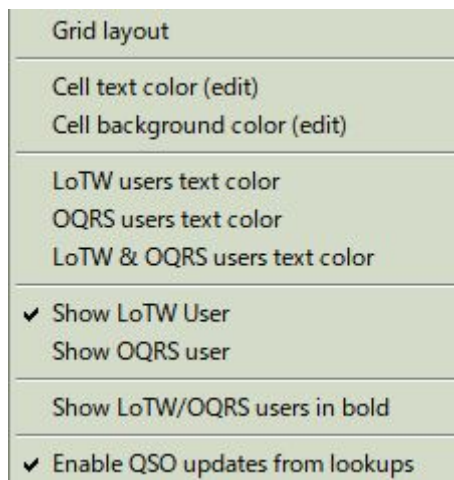 Grid layout
Cell text color (edit)
Cell background color (edit)
LoTW users text color
OQRS users text color
LoTW & OQRS users text color
Show LoTW User
Show OQRS user
Show LoTW/OQRS users in bold
Enable QSO updates from lookups